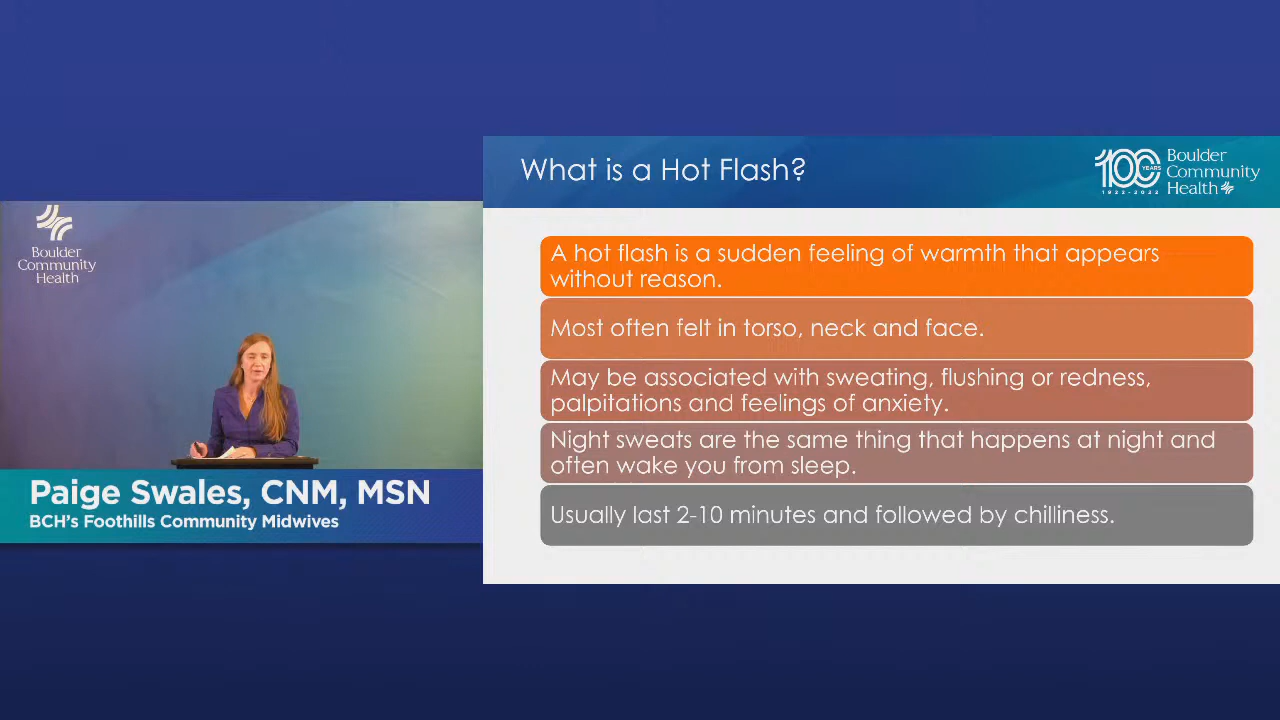 Boulder
Community
Health
Paige Swales, CNM, MSN
BCH's Foothills Community Midwives
What is a Hot Flash?
100
YEARS
1922-2022
Boulder
Community
Health
A hot flash is a sudden feeling of warmth that appears
without reason.
Most often felt in torso, neck and face.
May be associated with sweating, flushing or redness,
palpitations and feelings of anxiety.
Night sweats are the same thing that happens at night and
often wake you from sleep.
Usually last 2-10 minutes and followed by chilliness.